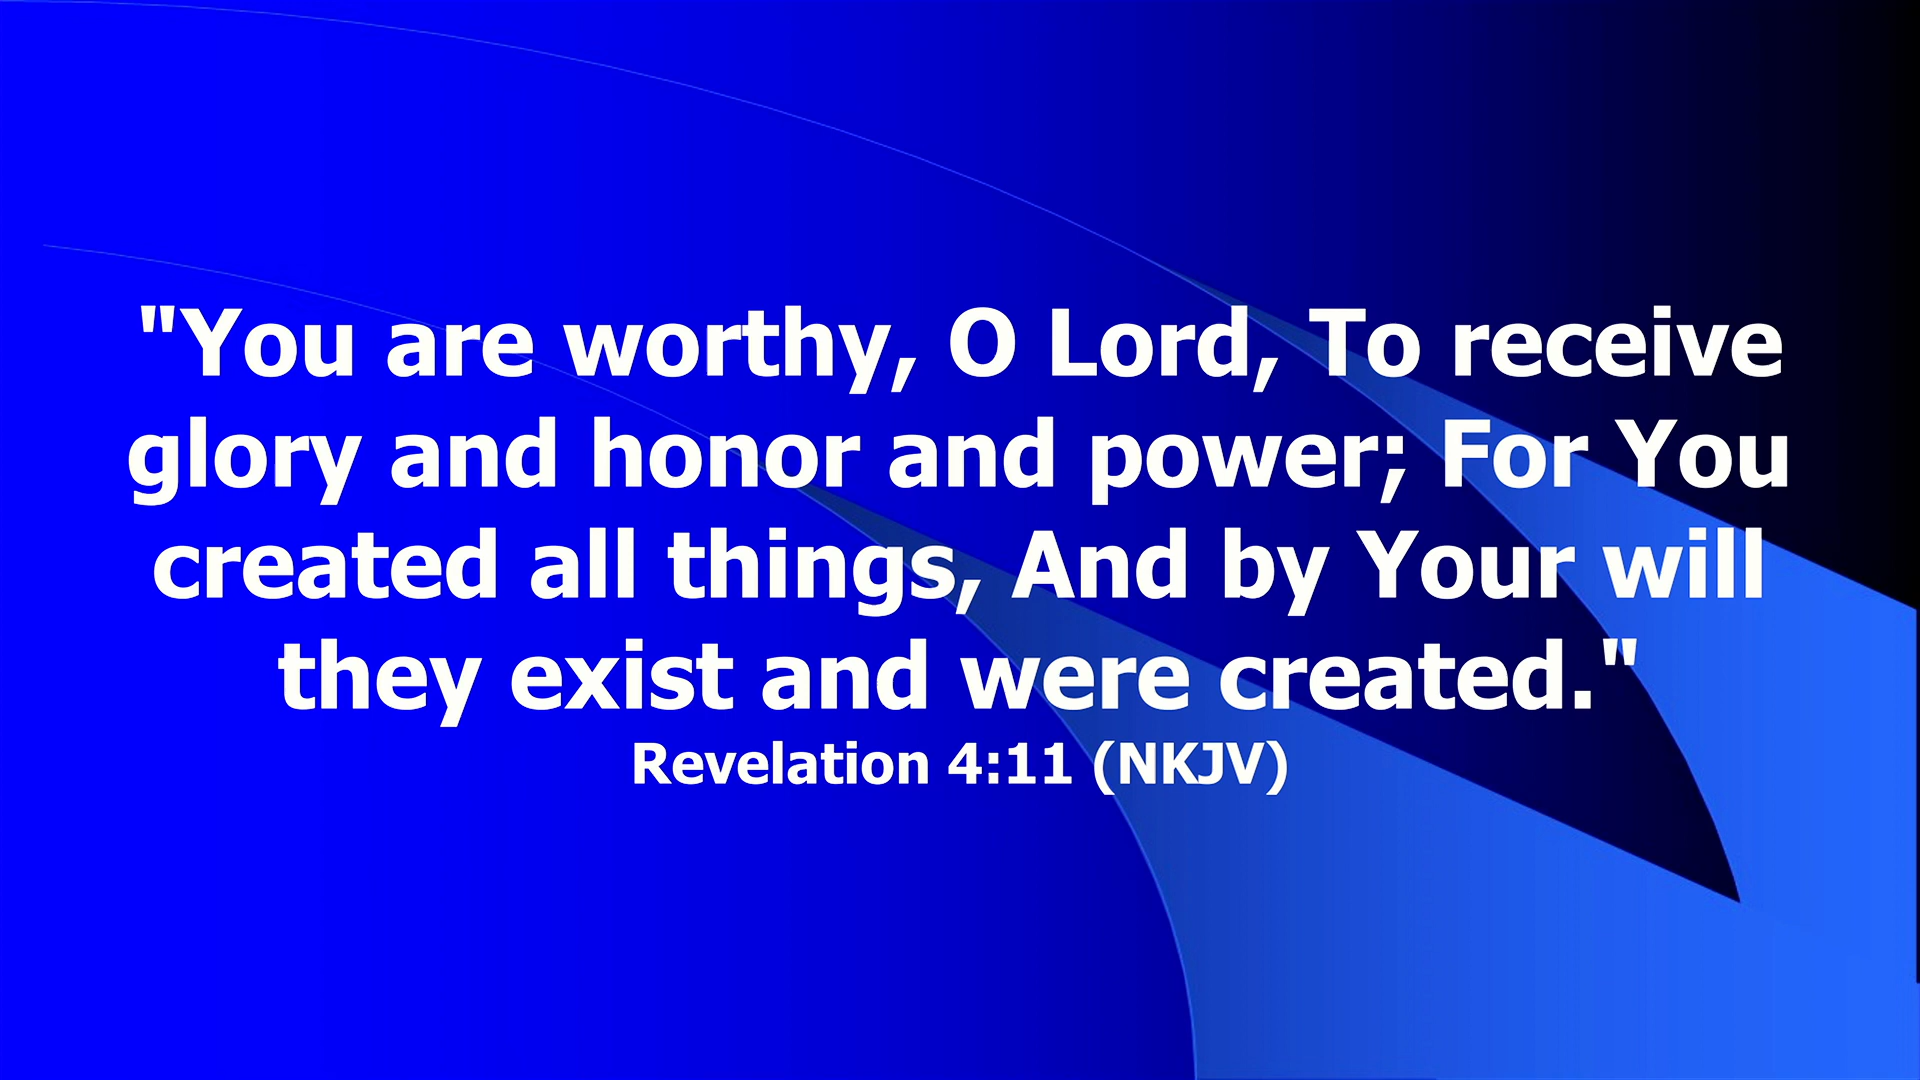 "You are worthy, O Lord, To receive
glory and honor and power; For You
created all things, And by Your will
they exist and were created."
Revelation 4:11 (NKJV)